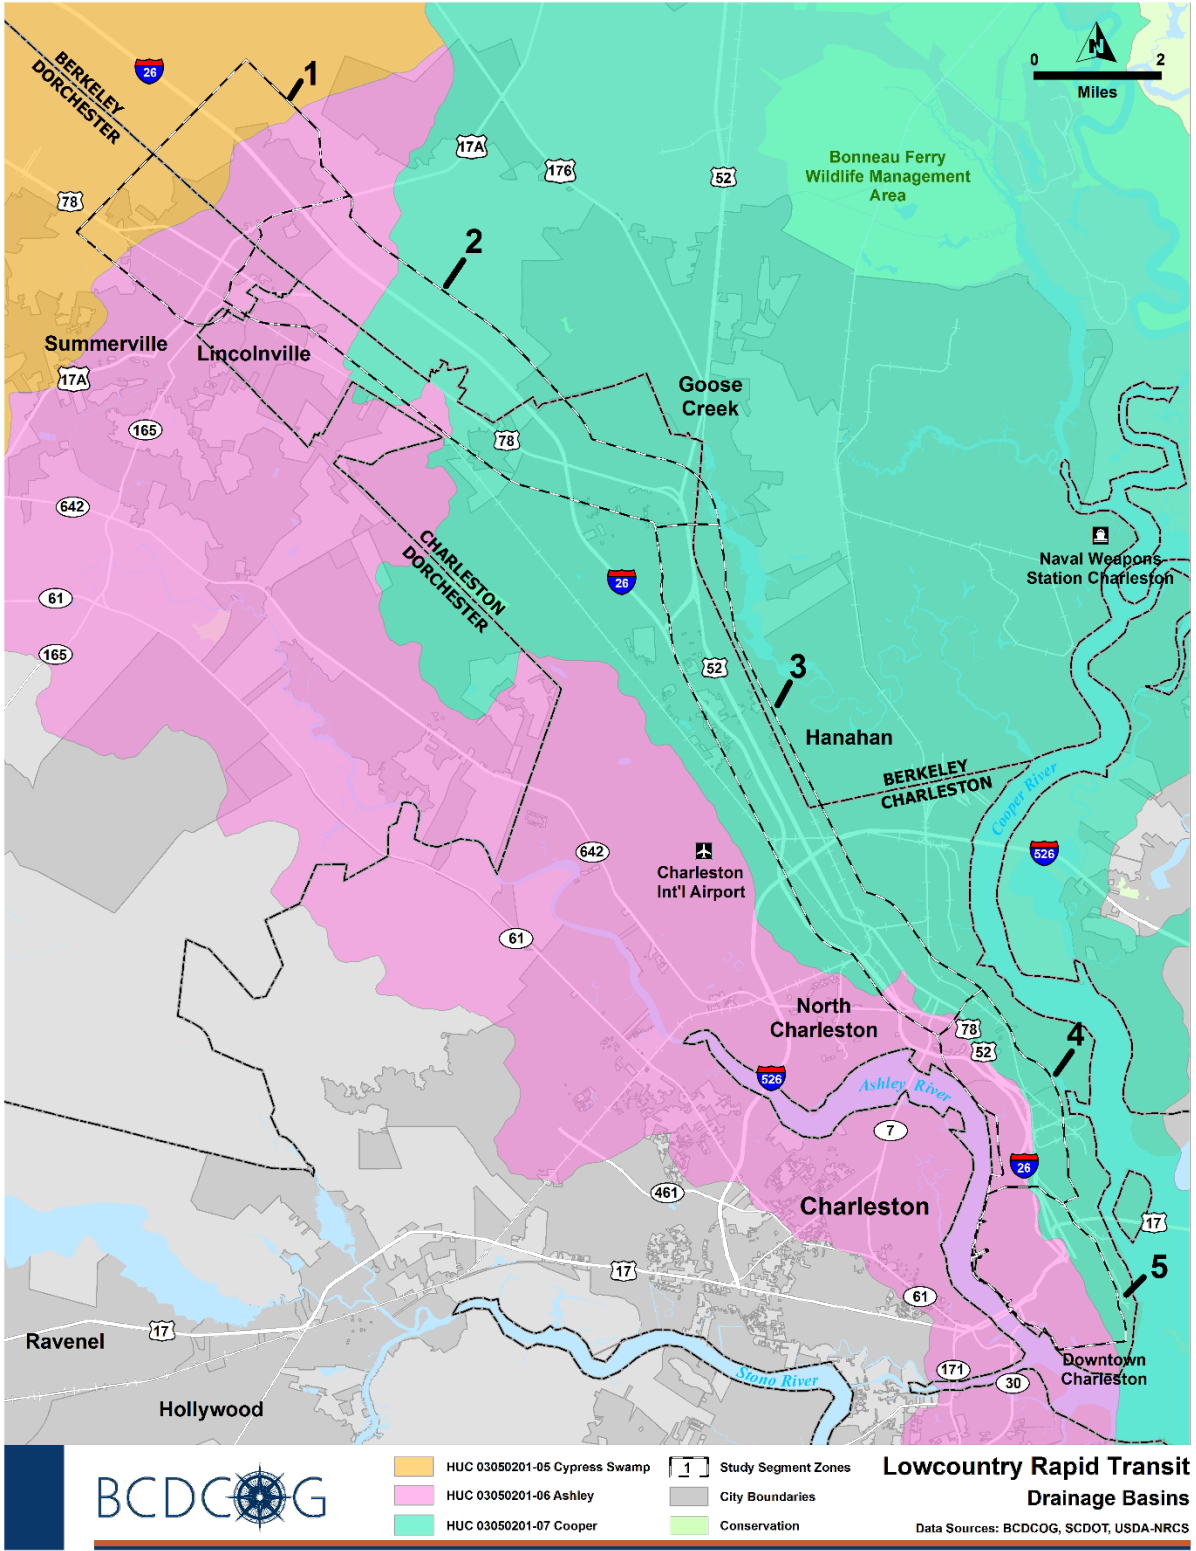 BERKELEY
DORCHESTER
26
1
N
0 2
Miles
17A
176
52
Bonneau Ferry
Wildlife Management
Area
78
2
Summerville
Lincolnville
17A
Goose
Creek
165
78
642
CHARLESTON
DORCHESTER
26
Naval Weapons
Station Charleston
61
165
52
3
Hanahan
BERKELEY
CHARLESTON
Cooper River
526
642
Charleston
Int'l Airport
61
North
Charleston
78
52
4
526
Ashley River
7
26
461
Charleston
17
17
5
61
Ravenel
17
Stono River
171
30
Downtown
Charleston
Hollywood
BCDCOG
HUC 03050201-05 Cypress Swamp
HUC 03050201-06 Ashley
HUC 03050201-07 Cooper
1 Study Segment Zones
City Boundaries
Conservation
Lowcountry Rapid Transit
Drainage Basins
Data Sources: BCDCOG, SCDOT, USDA-NRCS